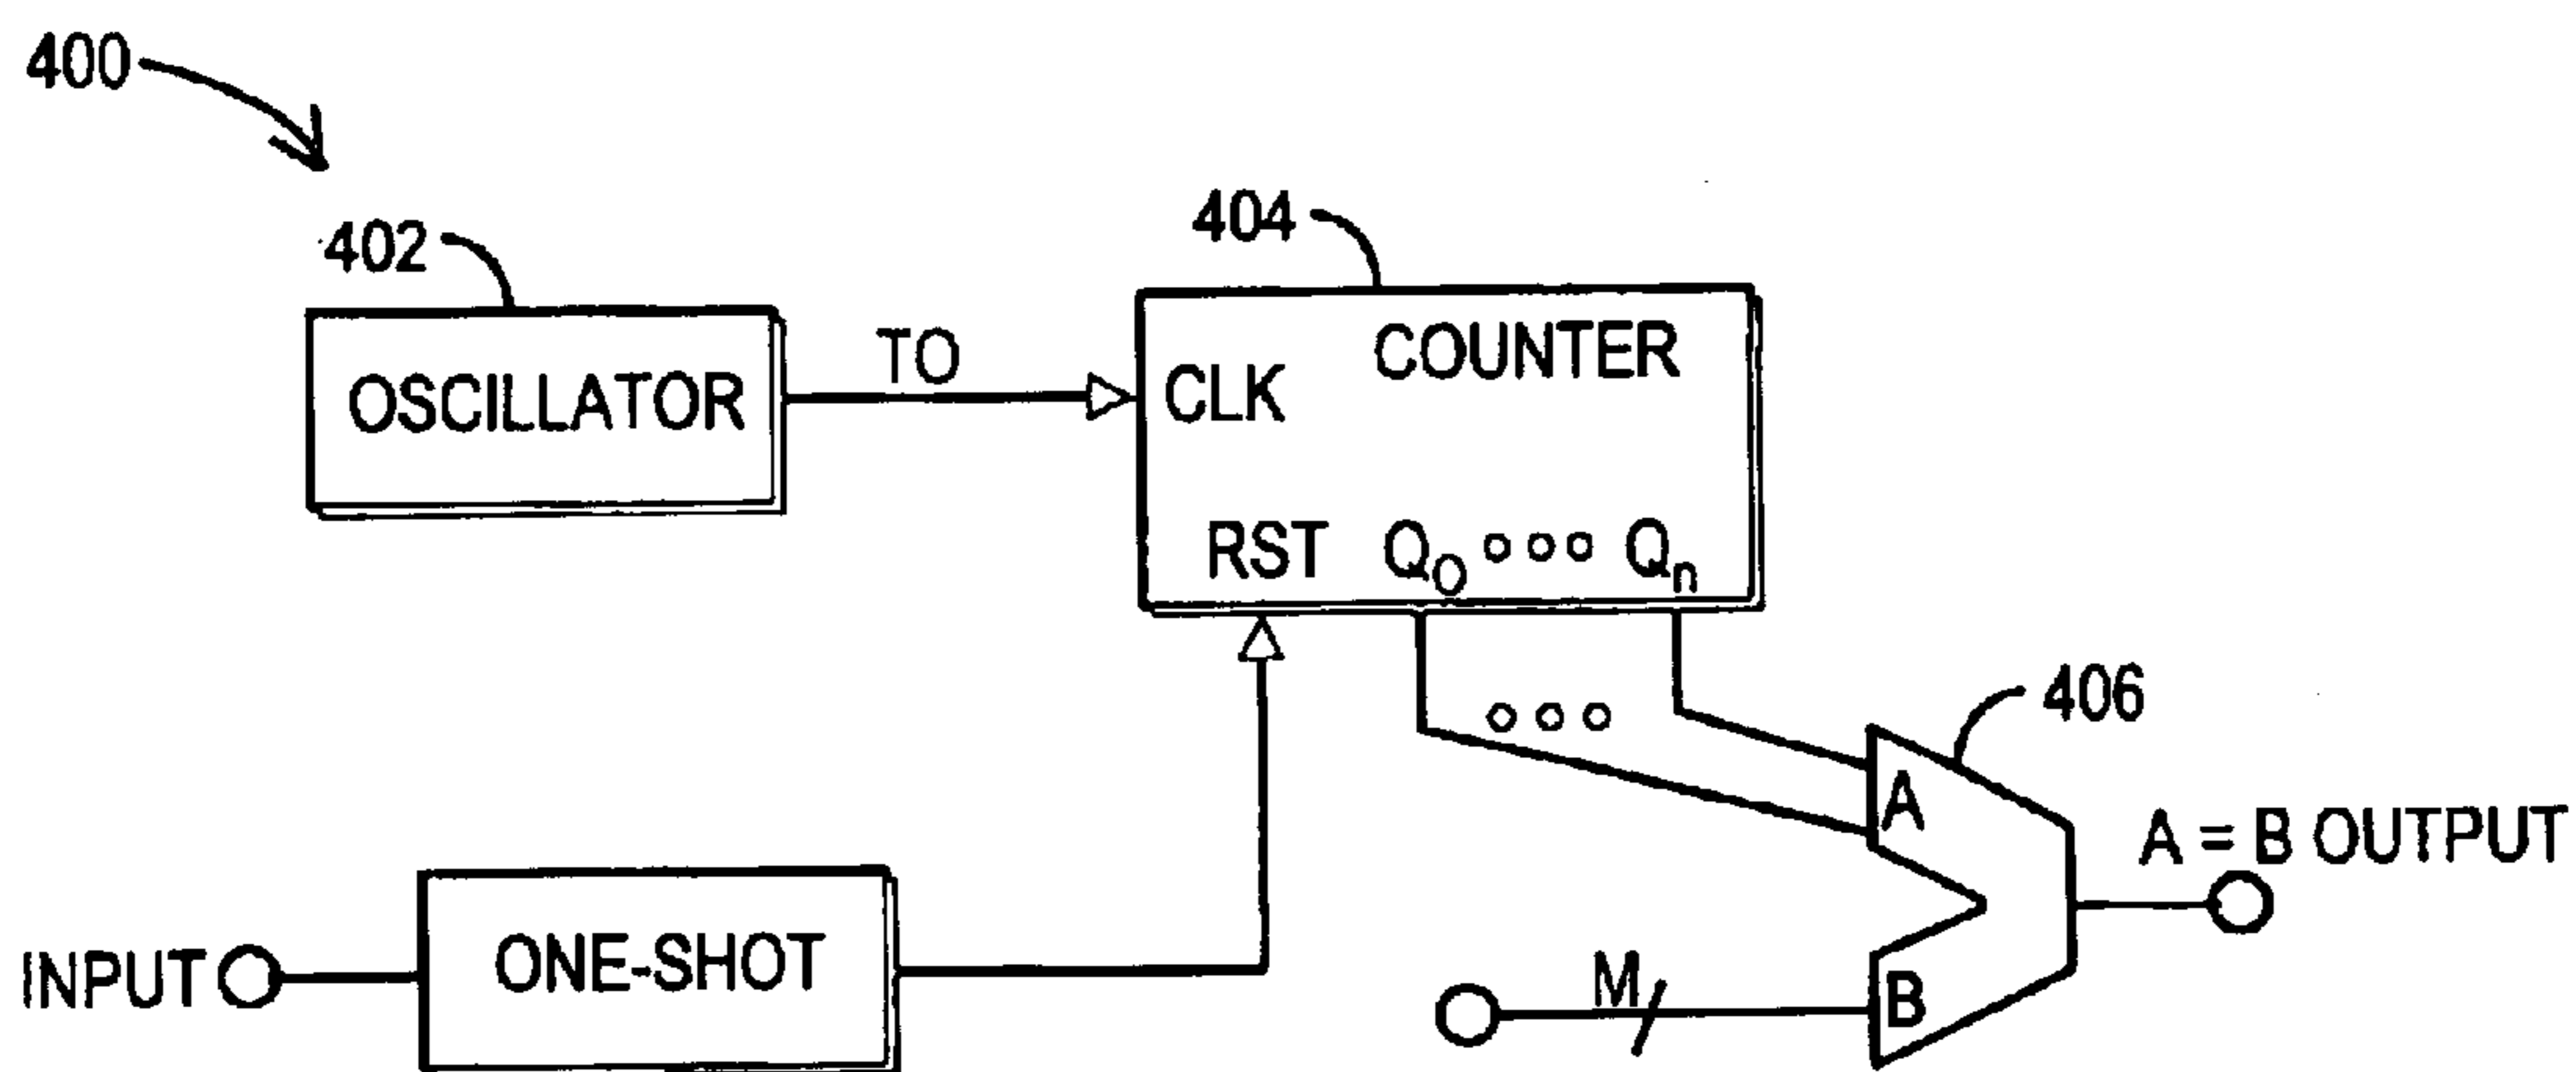 400
402
404
OSCILLATOR
TO
CLK
COUNTER
RST
Q0
Qn
406
A
A = B OUTPUT
INPUT
ONE-SHOT
M
B